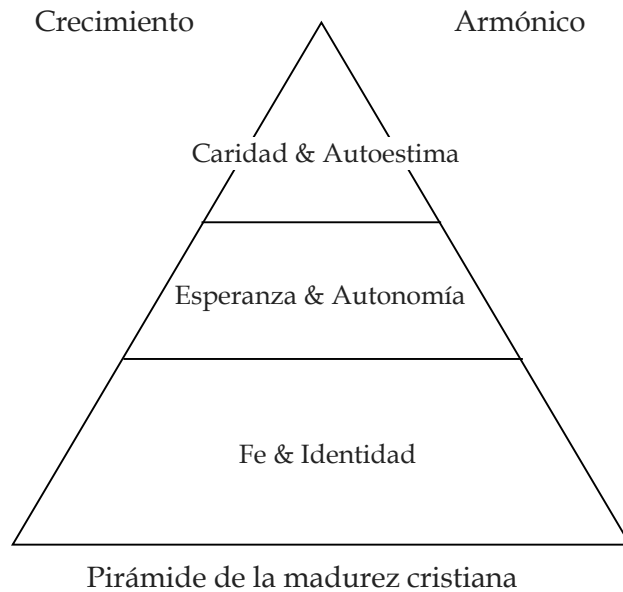 Crecimiento
Armónico
Caridad & Autoestima
Esperanza & Autonomía
Fe & Identidad
Pirámide de la madurez cristiana